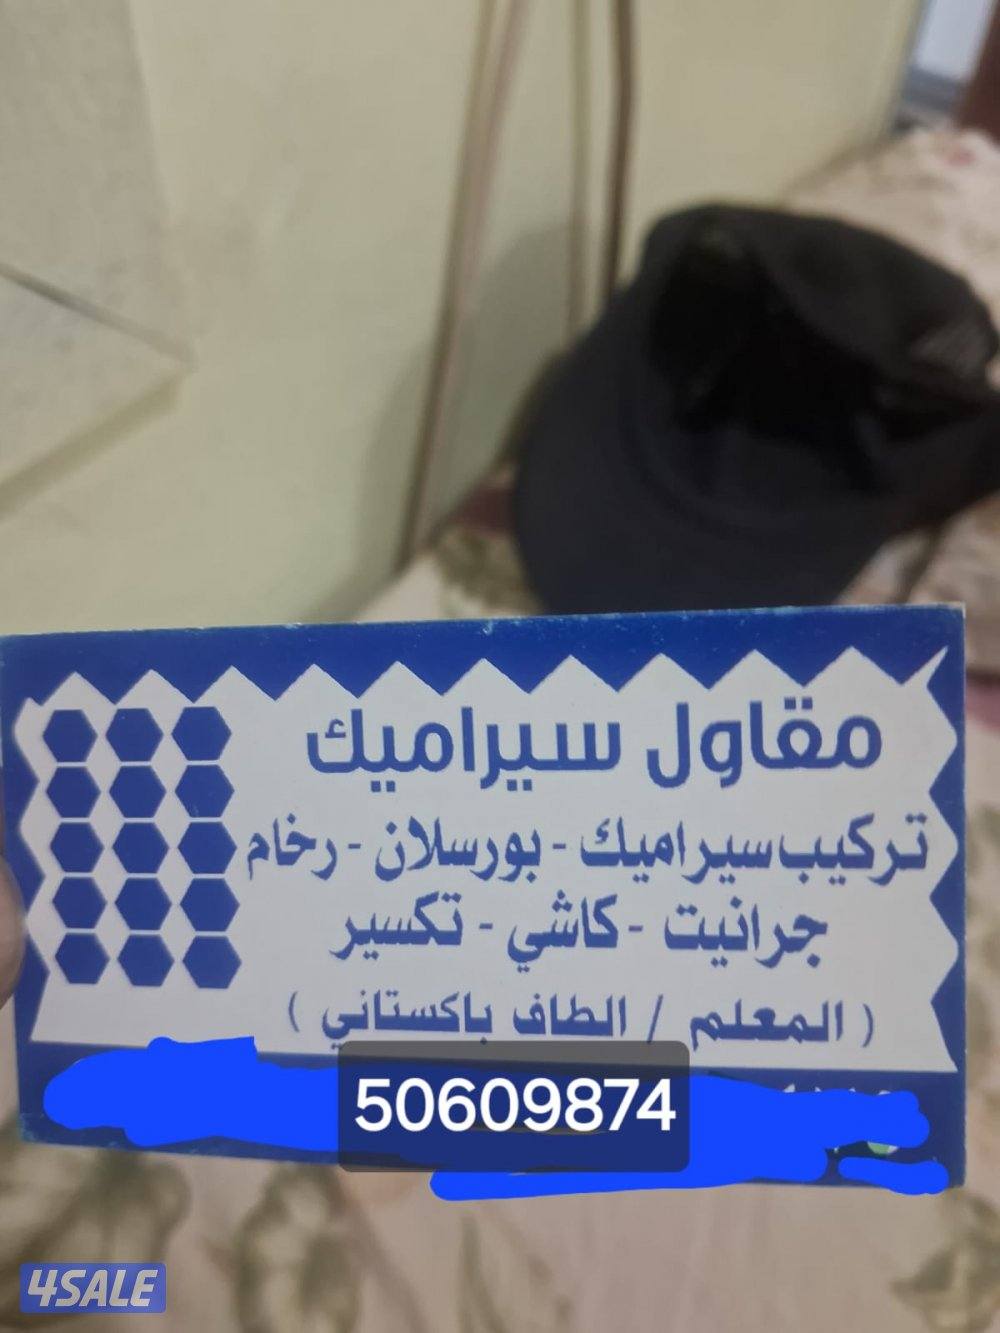 مقاول سيراميك
تركيب سيراميك - بورسلان - رخام
جرانيت - كاشي - تكسير
( المعلم / الطاف باكستاني )
50609874
4SALE